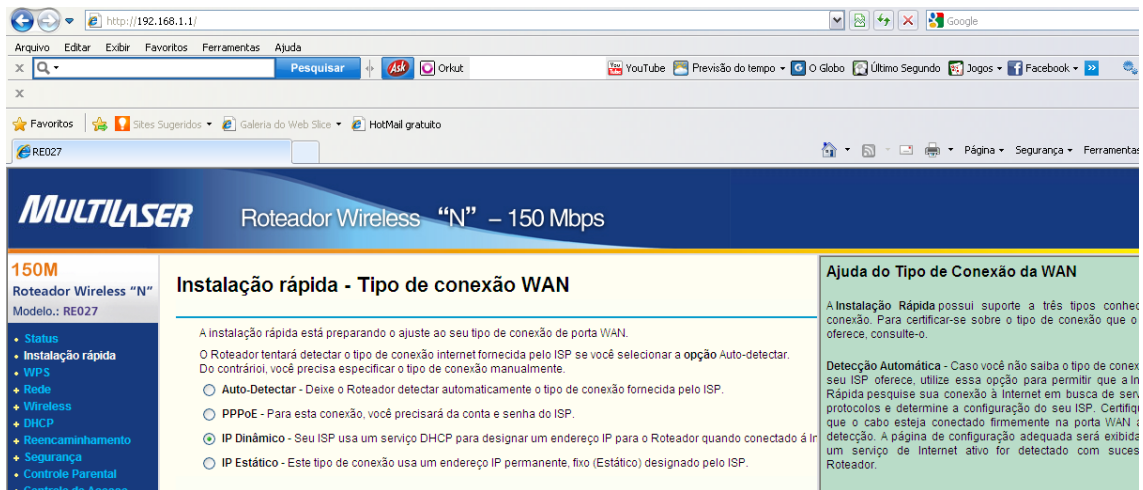 http://192.168.1.1/
Google
Arquivo Editar Exibir Favoritos Ferramentas Ajuda
x Pesquisar Ask Orkut YouTube Previsão do tempo O Globo Último Segundo Jogos Facebook
x
Favoritos Sites Sugeridos Galeria do Web Slice HotMail gratuito
RE027 Página Segurança Ferramentas
MULTILASER Roteador Wireless “N” – 150 Mbps
150M
Roteador Wireless “N”
Modelo.: RE027
Status
Instalação rápida
WPS
Rede
Wireless
DHCP
Reencaminhamento
Segurança
Controle Parental
Controle de Acesso
Instalação rápida - Tipo de conexão WAN
A instalação rápida está preparando o ajuste ao seu tipo de conexão de porta WAN.
O Roteador tentará detectar o tipo de conexão internet fornecida pelo ISP se você selecionar a opção Auto-detectar.
Do contrárioi, você precisa especificar o tipo de conexão manualmente.
Auto-Detectar - Deixe o Roteador detectar automaticamente o tipo de conexão fornecida pelo ISP.
PPPoE - Para esta conexão, você precisará da conta e senha do ISP.
IP Dinâmico - Seu ISP usa um serviço DHCP para designar um endereço IP para o Roteador quando conectado á In
IP Estático - Este tipo de conexão usa um endereço IP permanente, fixo (Estático) designado pelo ISP.
Ajuda do Tipo de Conexão da WAN
A Instalação Rápida possui suporte a três tipos conhec
conexão. Para certificar-se sobre o tipo de conexão que o
oferece, consulte-o.
Detecção Automática - Caso você não saiba o tipo de conex
seu ISP oferece, utilize essa opção para permitir que a In
Rápida pesquise sua conexão à Internet em busca de serv
protocolos e determine a configuração do seu ISP. Certifiqu
que o cabo esteja conectado firmemente na porta WAN a
detecção. A página de configuração adequada será exibida
um serviço de Internet ativo for detectado com suces
Roteador.